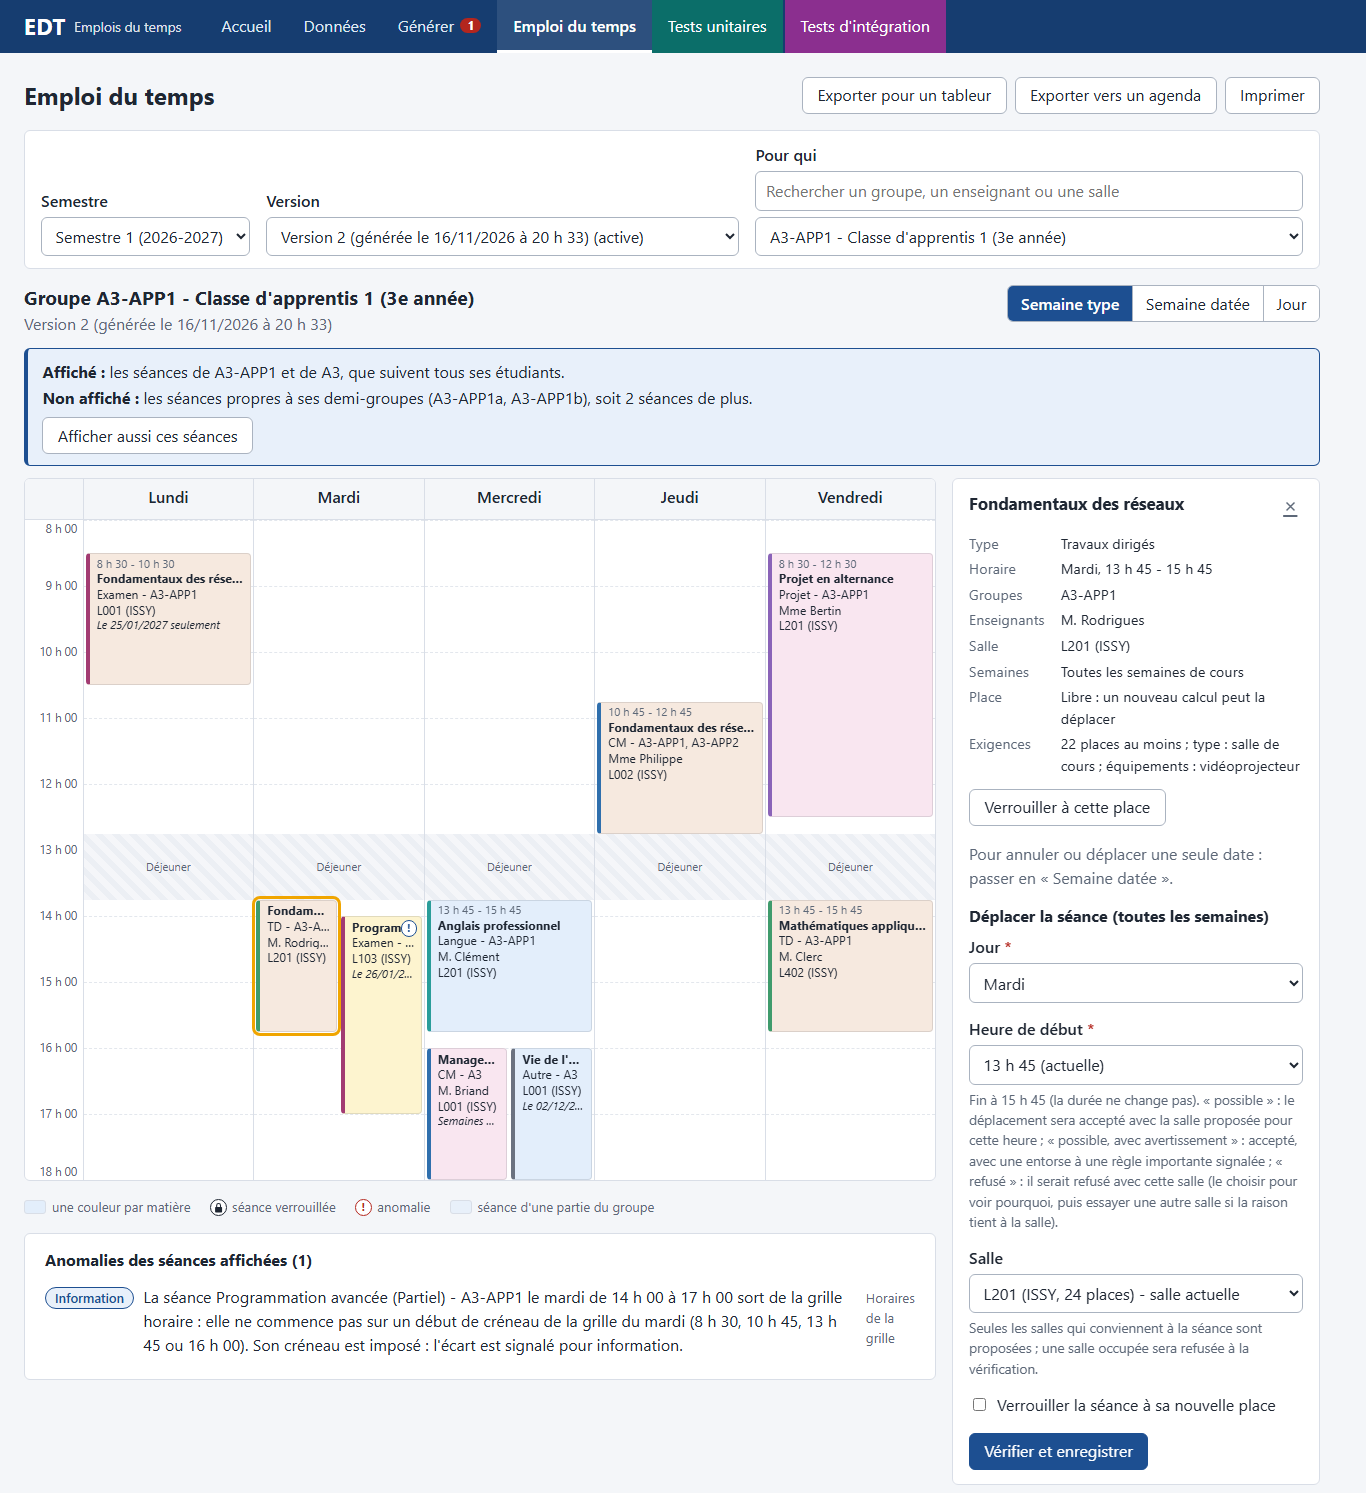 EDT Emplois du temps
Accueil
Données
Générer 1
Emploi du temps
Tests unitaires
Tests d'intégration
Emploi du temps
Exporter pour un tableur
Exporter vers un agenda
Imprimer
Semestre
Semestre 1 (2026-2027)
Version
Version 2 (générée le 16/11/2026 à 20 h 33) (active)
Pour qui
Rechercher un groupe, un enseignant ou une salle
A3-APP1 - Classe d'apprentis 1 (3e année)
Groupe A3-APP1 - Classe d'apprentis 1 (3e année)
Version 2 (générée le 16/11/2026 à 20 h 33)
Semaine type
Semaine datée
Jour
Affiché : les séances de A3-APP1 et de A3, que suivent tous ses étudiants.
Non affiché : les séances propres à ses demi-groupes (A3-APP1a, A3-APP1b), soit 2 séances de plus.
Afficher aussi ces séances
Lundi
Mardi
Mercredi
Jeudi
Vendredi
8 h 00
9 h 00
10 h 00
11 h 00
12 h 00
13 h 00
14 h 00
15 h 00
16 h 00
17 h 00
18 h 00
8 h 30 - 10 h 30
Fondamentaux des rése...
Examen - A3-APP1
L001 (ISSY)
Le 25/01/2027 seulement
Déjeuner
Déjeuner
Fondam...
TD - A3-A...
M. Rodrig...
L201 (ISSY)
Program
!
Examen - ...
L103 (ISSY)
Le 26/01/2...
Déjeuner
13 h 45 - 15 h 45
Anglais professionnel
Langue - A3-APP1
M. Clément
L201 (ISSY)
Manage...
CM - A3
M. Briand
L001 (ISSY)
Semaines ...
Vie de l'...
Autre - A3
L001 (ISSY)
Le 02/12/2...
10 h 45 - 12 h 45
Fondamentaux des rése...
CM - A3-APP1, A3-APP2
Mme Philippe
L002 (ISSY)
Déjeuner
8 h 30 - 12 h 30
Projet en alternance
Projet - A3-APP1
Mme Bertin
L201 (ISSY)
Déjeuner
13 h 45 - 15 h 45
Mathématiques appliqu...
TD - A3-APP1
M. Clerc
L402 (ISSY)
une couleur par matière
séance verrouillée
! anomalie
séance d'une partie du groupe
Anomalies des séances affichées (1)
Information
La séance Programmation avancée (Partiel) - A3-APP1 le mardi de 14 h 00 à 17 h 00 sort de la grille
horaire : elle ne commence pas sur un début de créneau de la grille du mardi (8 h 30, 10 h 45, 13 h
45 ou 16 h 00). Son créneau est imposé : l'écart est signalé pour information.
Horaires
de la
grille
Fondamentaux des réseaux
×
Type Travaux dirigés
Horaire Mardi, 13 h 45 - 15 h 45
Groupes A3-APP1
Enseignants M. Rodrigues
Salle L201 (ISSY)
Semaines Toutes les semaines de cours
Place Libre : un nouveau calcul peut la
déplacer
Exigences 22 places au moins ; type : salle de
cours ; équipements : vidéoprojecteur
Verrouiller à cette place
Pour annuler ou déplacer une seule date :
passer en « Semaine datée ».
Déplacer la séance (toutes les semaines)
Jour *
Mardi
Heure de début *
13 h 45 (actuelle)
Fin à 15 h 45 (la durée ne change pas). « possible » : le
déplacement sera accepté avec la salle proposée pour
cette heure ; « possible, avec avertissement » : accepté,
avec une entorse à une règle importante signalée ; «
refusé » : il serait refusé avec cette salle (le choisir pour
voir pourquoi, puis essayer une autre salle si la raison
tient à la salle).
Salle
L201 (ISSY, 24 places) - salle actuelle
Seules les salles qui conviennent à la séance sont
proposées ; une salle occupée sera refusée à la
vérification.
Verrouiller la séance à sa nouvelle place
Vérifier et enregistrer